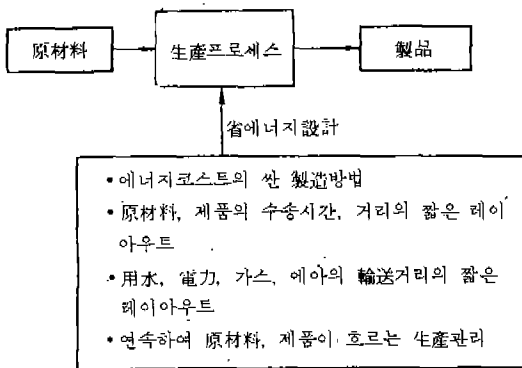 原材料
生産프로세스
製品
省에너지設計
• 에너지코스트의 싼 製造방법
• 原材料, 제품의 수송시간, 거리의 짧은 레이
아우트
• 用水, 電力, 가스, 에아의 輸送거리의 짧은
레이아우트
• 연속하여 原材料, 제품이 흐르는 生産관리